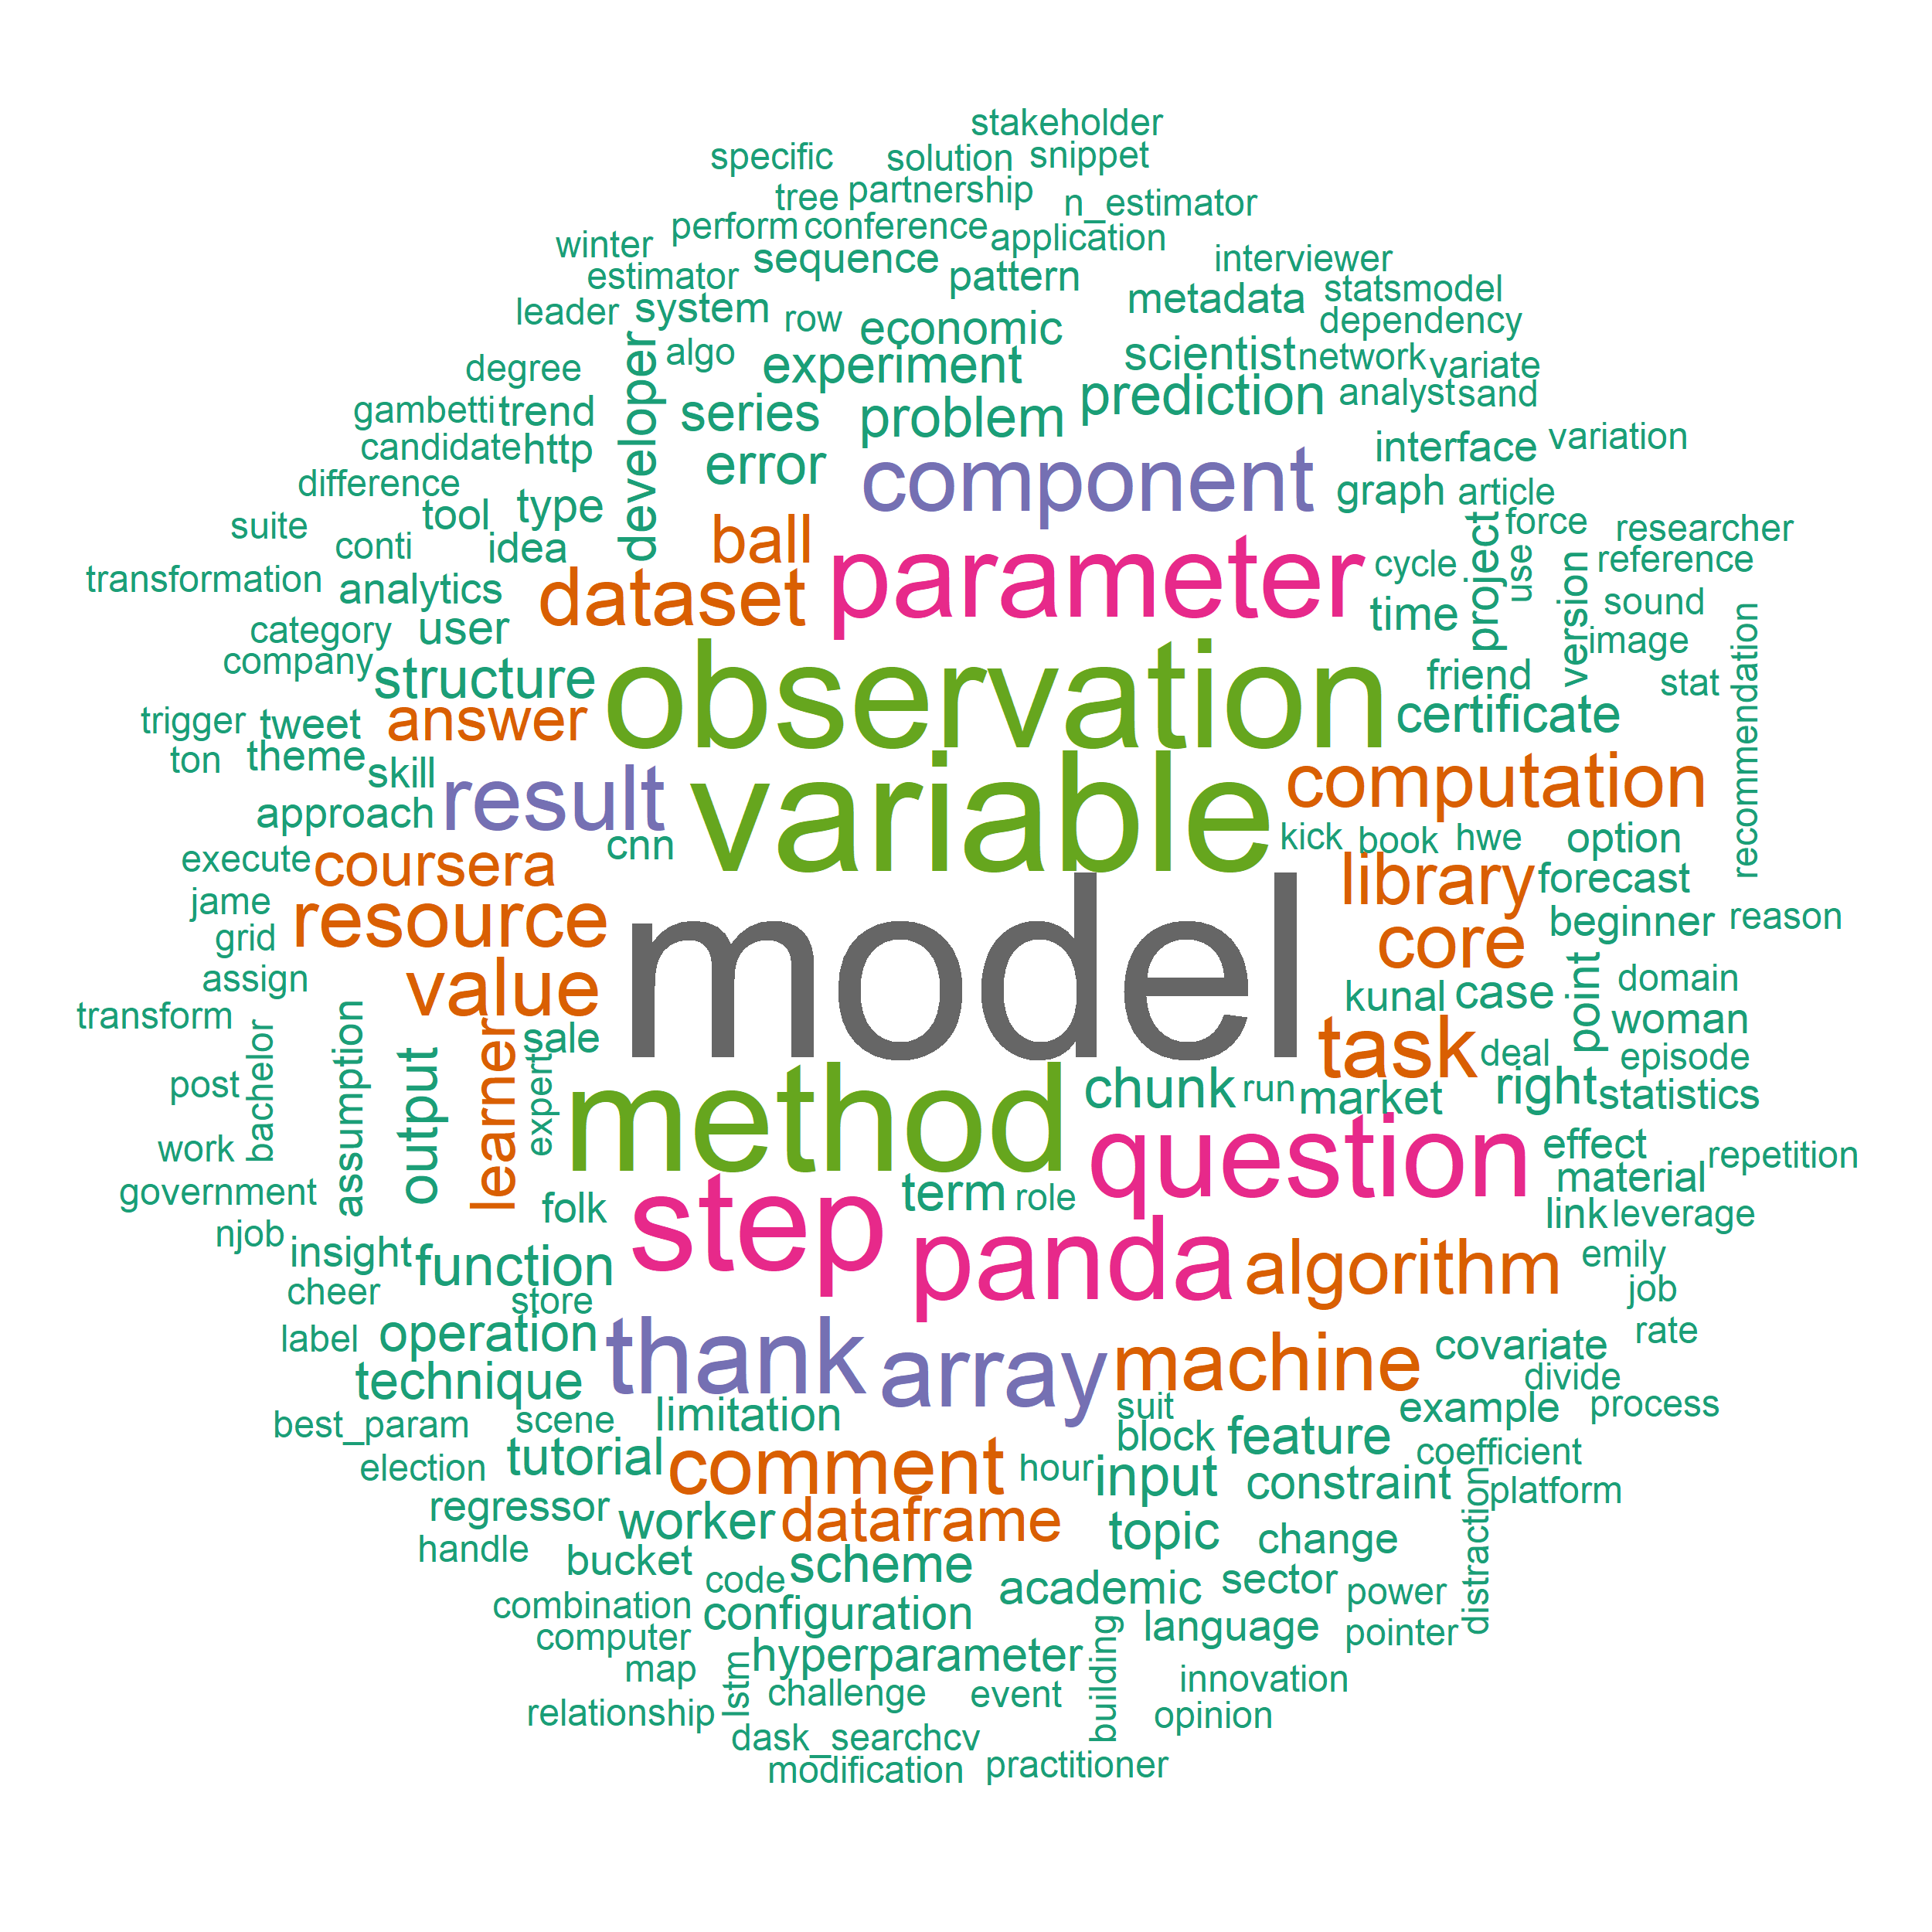 stakeholder
specific solution snippet
tree partnership n_estimator
perform conference application
winter sequence interviewer
estimator pattern
leader system row economic metadata statsmodel
dependency
degree developer algo experiment scientist network variate
gambetti trend series problem prediction analyst sand
candidate http error component interface variation
difference tool type graph article
suite conti idea ball parameter project force researcher
transformation analytics dataset cycle use version reference
category user time sound
company structure observation friend image recommendation
trigger tweet answer certificate stat
ton theme skill result variable computation
approach cnn kick book hwe option
execute coursera library forecast
jame resource model core beginner reason
grid
assign value kunal case point domain
transform bachelor assumption output learner sale task deal woman
post expert method chunk run market right episode
statistics
work question effect repetition
government folk step term role material
njob insight function panda algorithm link leverage
cheer store emily
label operation thank array machine covariate job
technique divide rate
best_param scene limitation suit example process
election tutorial comment hour block feature coefficient
regressor worker dataframe input constraint distraction platform
handle bucket scheme topic change
combination code academic sector power
computer configuration language pointer
map lstm hyperparameter building innovation
relationship challenge event opinion
dask_searchcv
modification practitioner